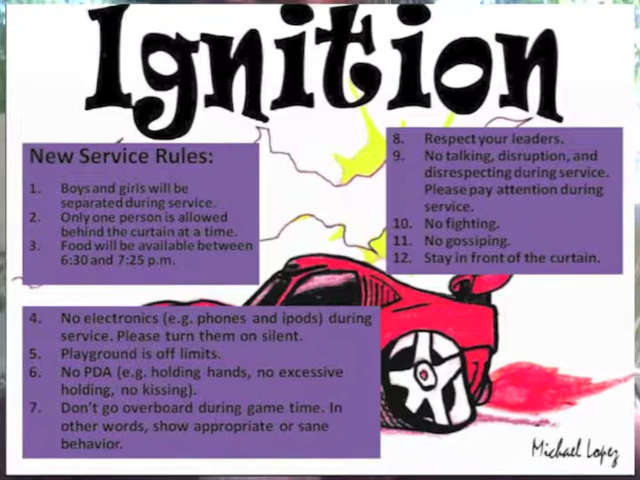 Ignition
New Service Rules:
1. Boys and girls will be
separated during service.
2. Only one person is allowed
behind the curtain at a time.
3. Food will be available between
6:30 and 7:25 p.m.
4. No electronics (e.g. phones and ipods) during
service. Please turn them on silent.
5. Playground is off limits.
6. No PDA (e.g. holding hands, no excessive
holding, no kissing).
7. Don't go overboard during game time. In
other words, show appropriate or sane
behavior.
8. Respect your leaders.
9. No talking, disruption, and
disrespecting during service.
Please pay attention during
service.
10. No fighting.
11. No gossiping.
12. Stay in front of the curtain.
Michael Lopez